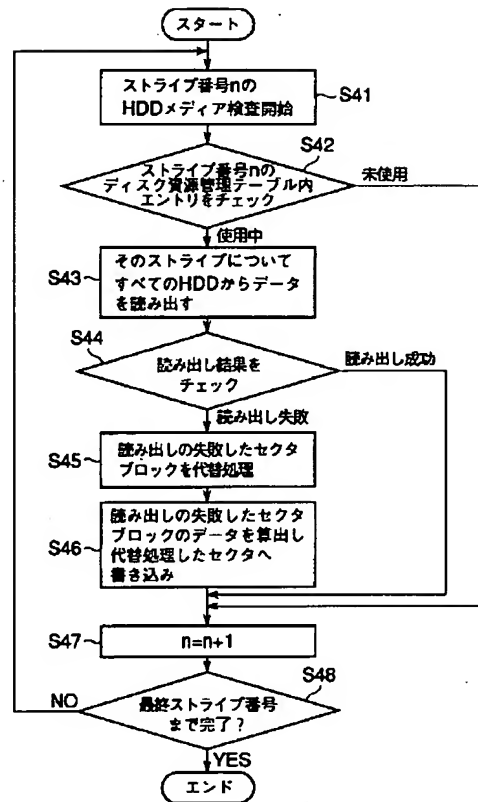 スタート
ストライブ番号nの
HDDメディア検査開始
S41
S42
ストライブ番号nの
ディスク資源管理テーブル内
エントリをチェック
未使用
使用中
S43
そのストライブについて
すべてのHDDからデータ
を読み出す
S44
読み出し結果を
チェック
読み出し成功
読み出し失敗
S45
読み出しの失敗したセクタ
ブロックを代替処理
S46
読み出しの失敗したセクタ
ブロックのデータを算出し
代替処理したセクタへ
書き込み
S47
n=n+1
S48
NO
最終ストライブ番号
まで完了?
YES
エンド